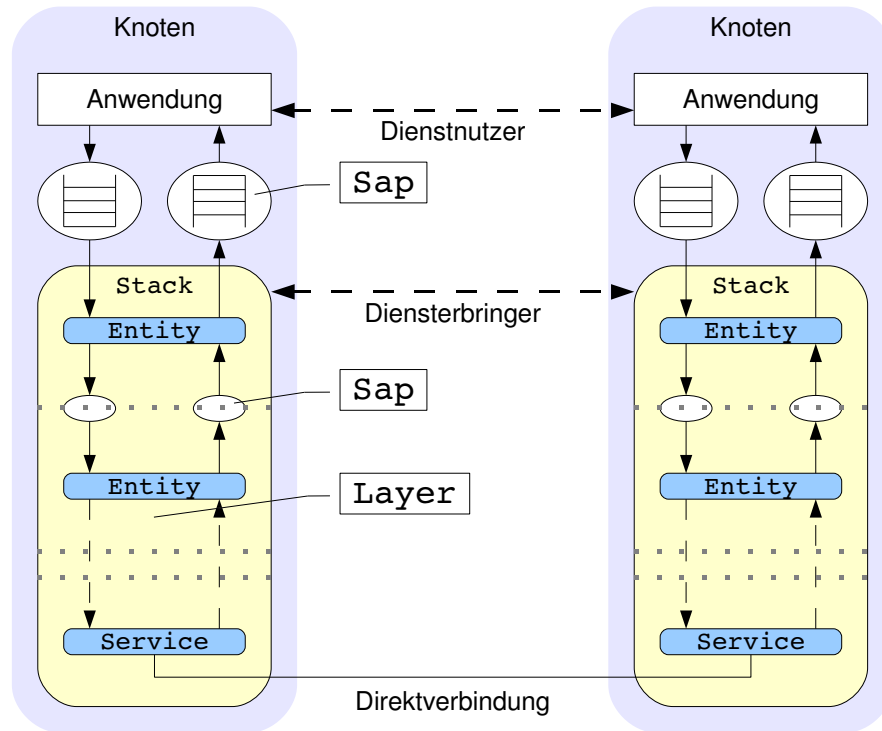 Knoten
Knoten
Anwendung
Anwendung
Dienstnutzer
Sap
Stack
Stack
Diensterbringer
Entity
Entity
Sap
Entity
Entity
Layer
Service
Service
Direktverbindung